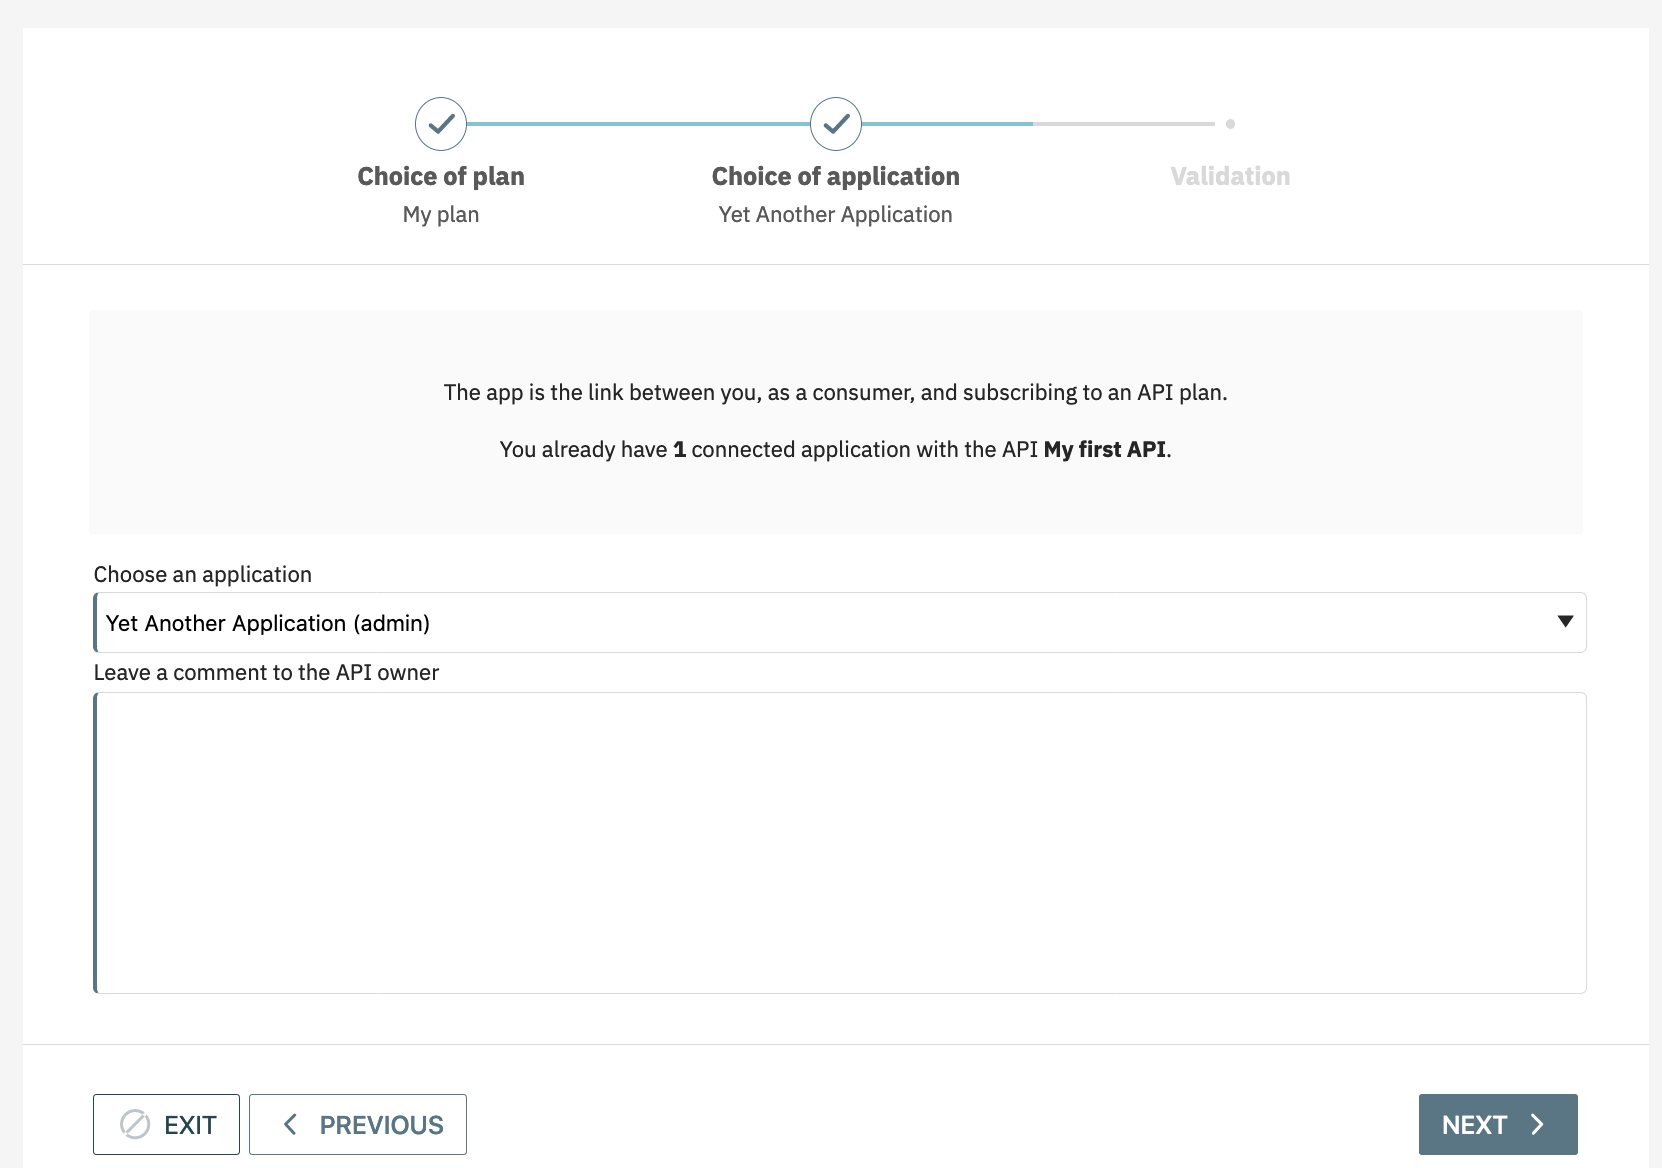 Choice of plan
My plan
Choice of application
Yet Another Application
Validation
The app is the link between you, as a consumer, and subscribing to an API plan.
You already have 1 connected application with the API My first API.
Choose an application
Yet Another Application (admin)
Leave a comment to the API owner
EXIT
PREVIOUS
NEXT